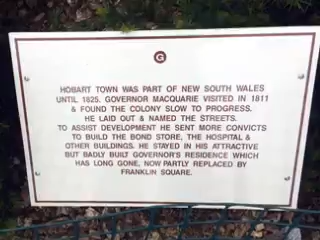 G
HOBART TOWN WAS PART OF NEW SOUTH WALES
UNTIL 1825. GOVERNOR MACQUARIE VISITED IN 1811
& FOUND THE COLONY SLOW TO PROGRESS.
HE LAID OUT & NAMED THE STREETS.
TO ASSIST DEVELOPMENT HE SENT MORE CONVICTS
TO BUILD THE BOND STORE, THE HOSPITAL &
OTHER BUILDINGS. HE STAYED IN HIS ATTRACTIVE
BUT BADLY BUILT GOVERNOR'S RESIDENCE WHICH
HAS LONG GONE, NOW PARTLY REPLACED BY
FRANKLIN SQUARE.